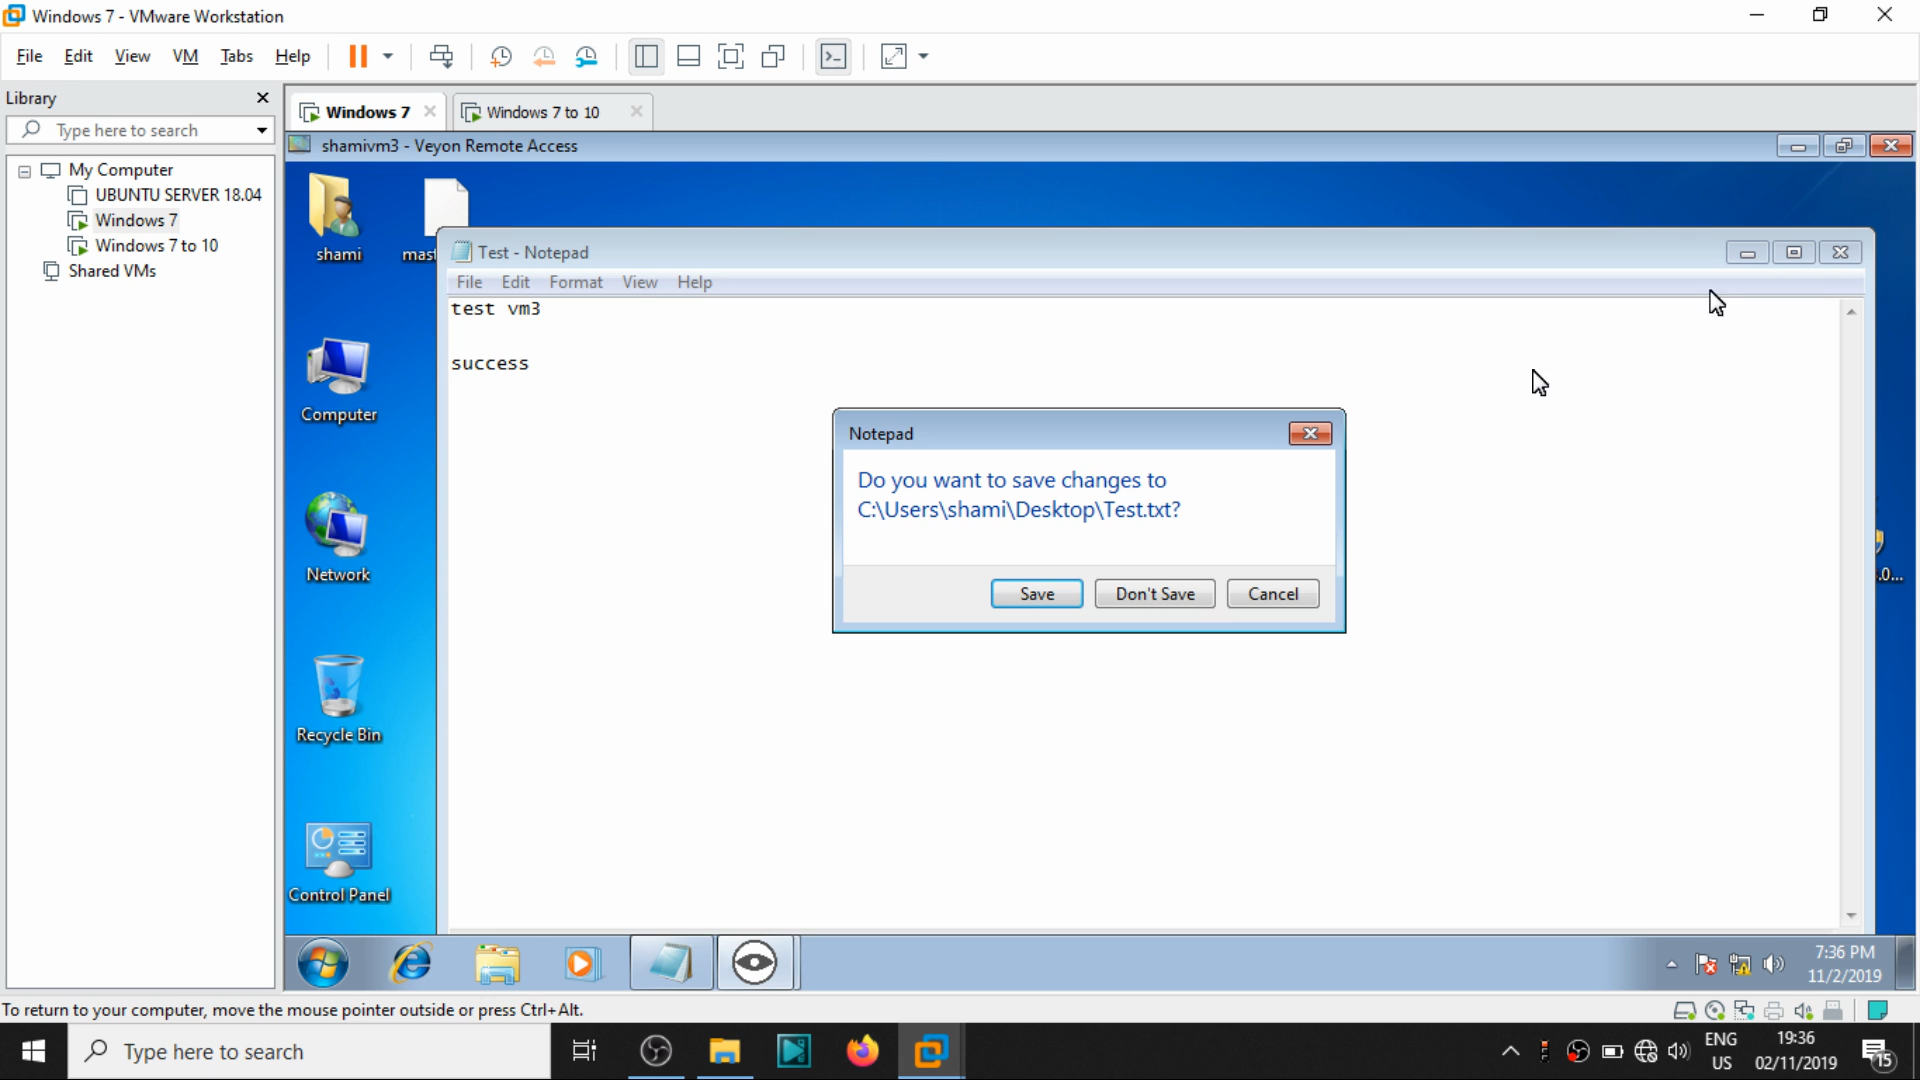 Windows 7 - VMware Workstation
File Edit View VM Tabs Help
Library
Type here to search
My Computer
UBUNTU SERVER 18.04
Windows 7
Windows 7 to 10
Shared VMs
Windows 7
Windows 7 to 10
shamivm3 - Veyon Remote Access
shami
mast
Computer
Network
Recycle Bin
Control Panel
Test - Notepad
File Edit Format View Help
test vm3
success
Notepad
Do you want to save changes to
C:\Users\shami\Desktop\Test.txt?
Save Don't Save Cancel
.0...
7:36 PM
11/2/2019
To return to your computer, move the mouse pointer outside or press Ctrl+Alt.
Type here to search
ENG
US
19:36
02/11/2019
15